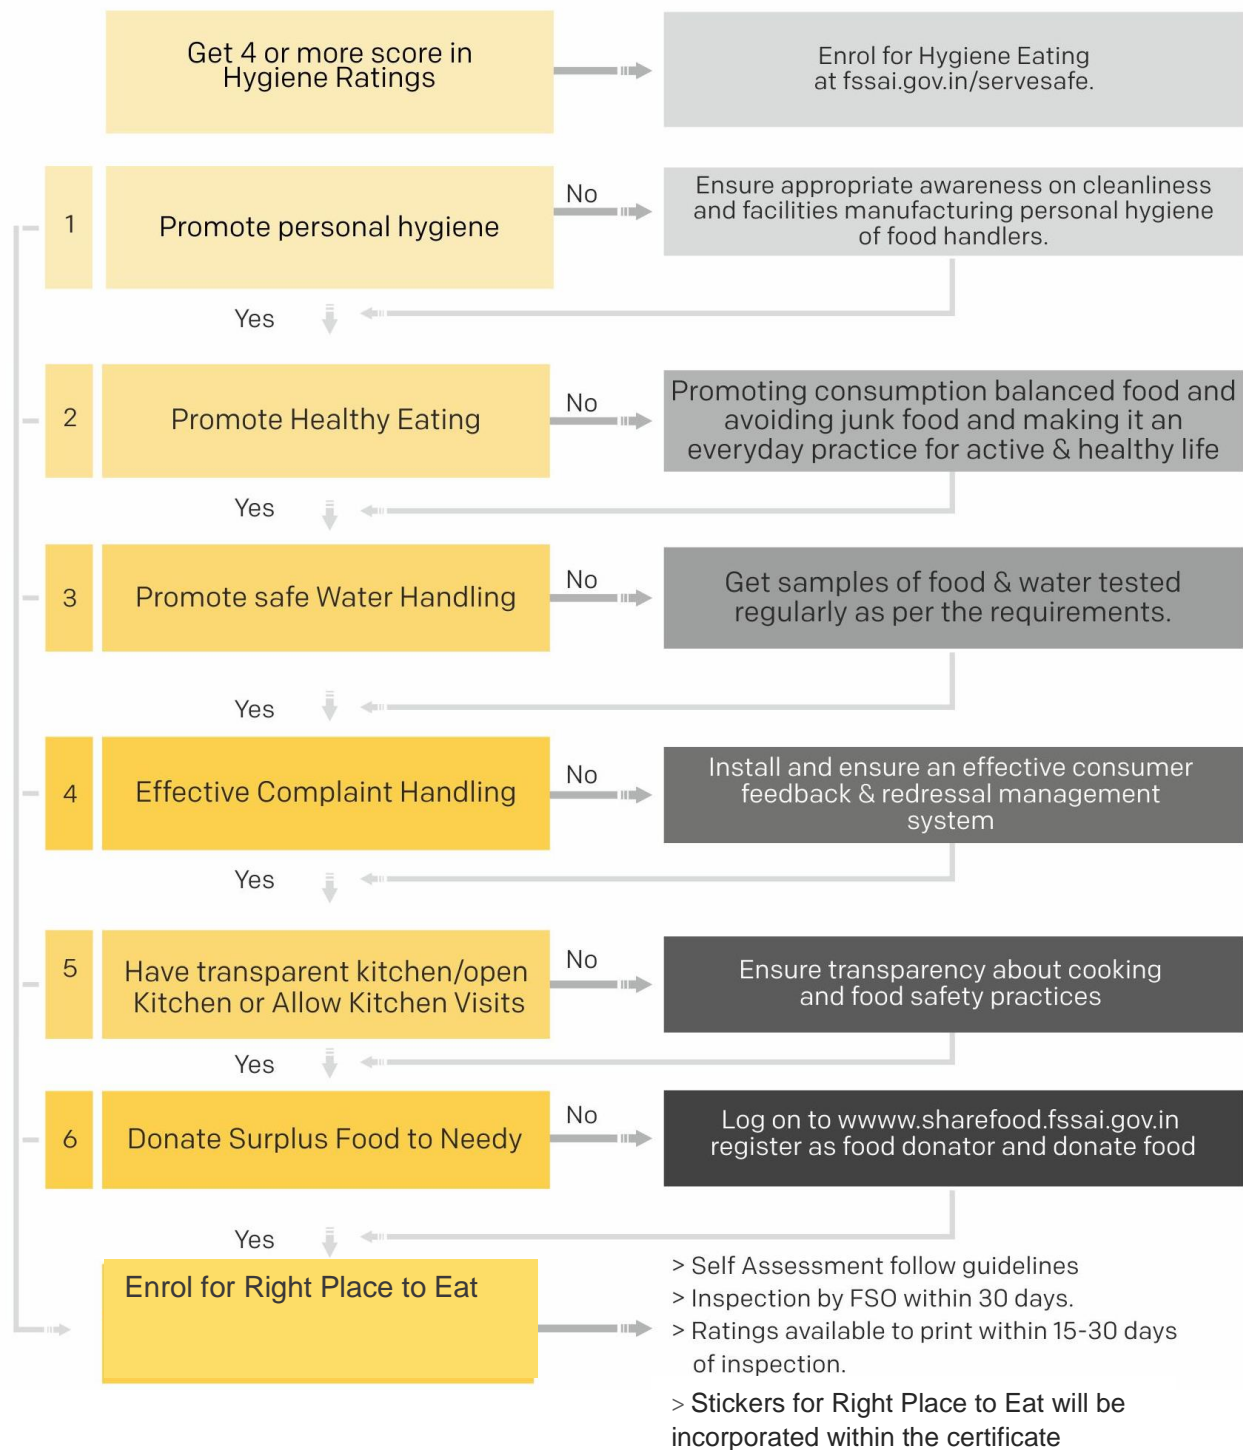 Get 4 or more score in
Hygiene Ratings
Enrol for Hygiene Eating
at fssai.gov.in/servesafe.
1
Promote personal hygiene
No
Ensure appropriate awareness on cleanliness
and facilities manufacturing personal hygiene
of food handlers.
Yes
2
Promote Healthy Eating
No
Promoting consumption balanced food and
avoiding junk food and making it an
everyday practice for active & healthy life
Yes
3
Promote safe Water Handling
No
Get samples of food & water tested
regularly as per the requirements.
Yes
4
Effective Complaint Handling
No
Install and ensure an effective consumer
feedback & redressal management
system
Yes
5
Have transparent kitchen/open
Kitchen or Allow Kitchen Visits
No
Ensure transparency about cooking
and food safety practices
Yes
6
Donate Surplus Food to Needy
No
Log on to wwww.sharefood.fssai.gov.in
register as food donator and donate food
Yes
Enrol for Right Place to Eat
> Self Assessment follow guidelines
> Inspection by FSO within 30 days.
> Ratings available to print within 15-30 days
of inspection.
> Stickers for Right Place to Eat will be
incorporated within the certificate